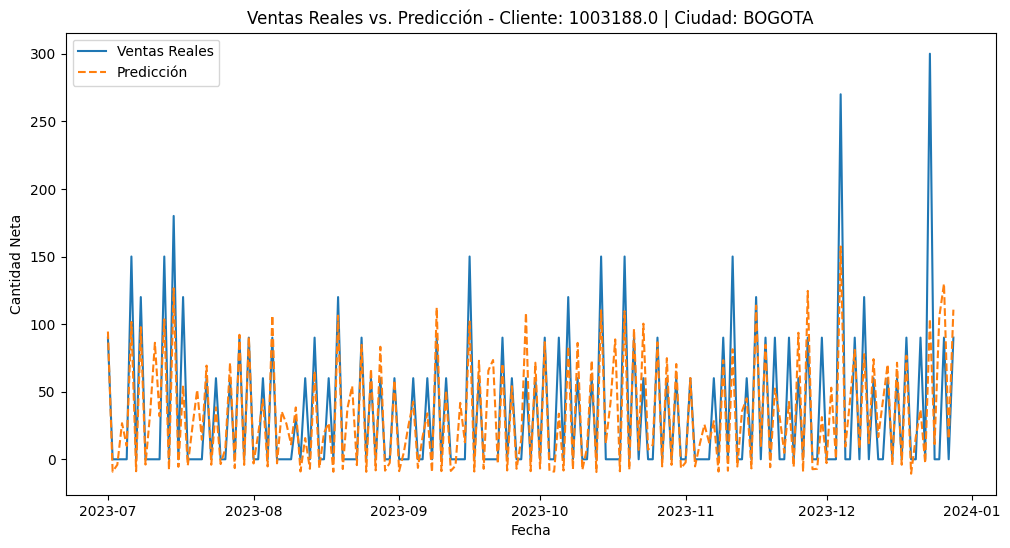 Ventas Reales vs. Predicción - Cliente: 1003188.0 | Ciudad: BOGOTA
Ventas Reales
Predicción
Cantidad Neta
300
250
200
150
100
50
0
2023-07
2023-08
2023-09
2023-10
2023-11
2023-12
2024-01
Fecha